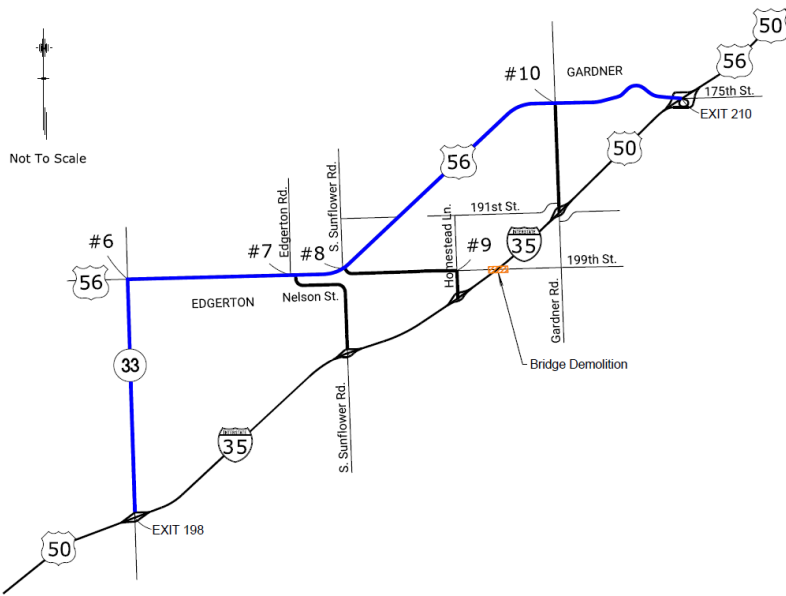 50
56
#10
GARDNER
175th St.
EXIT 210
50
56
Not To Scale
S. Sunflower Rd.
Edgerton Rd.
Homestead Ln.
191st St.
#6
#7
#8
#9
INTERSTATE
35
199th St.
56
EDGERTON
Nelson St.
Gardner Rd.
33
Bridge Demolition
S. Sunflower Rd.
INTERSTATE
35
EXIT 198
50